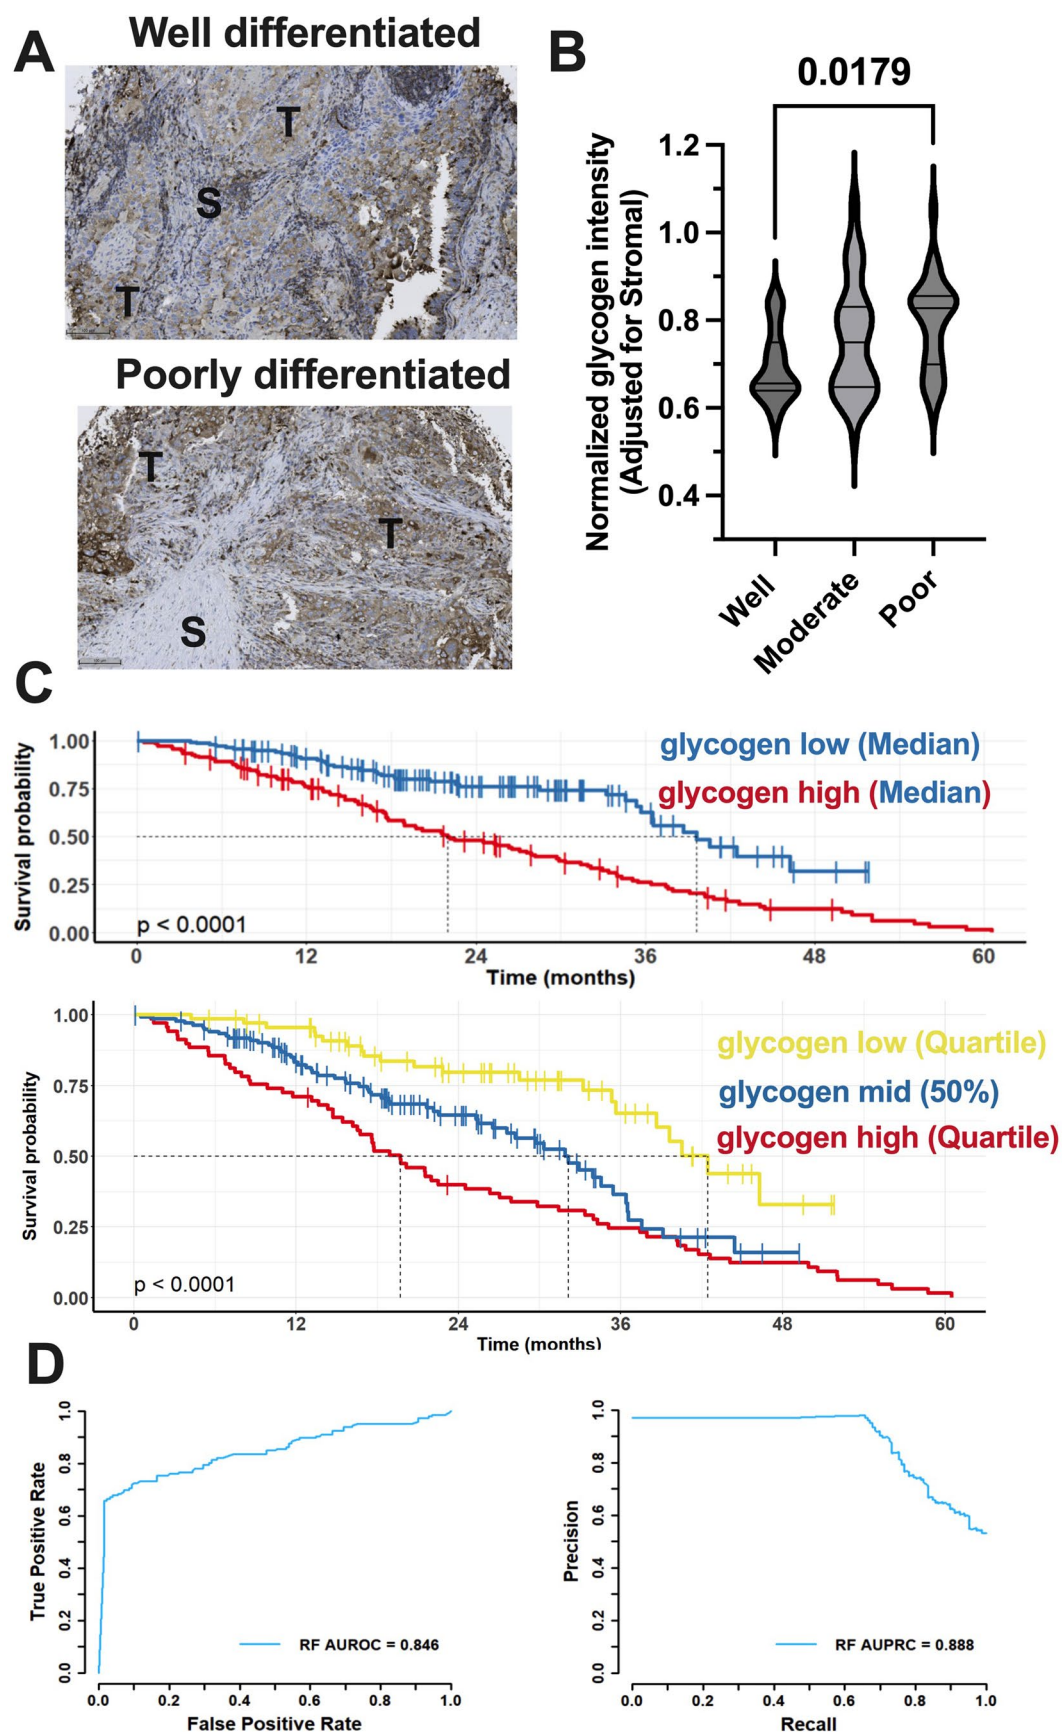 A
Well differentiated
T
S
T
Poorly differentiated
T
T
S
B
0.0179
Normalized glycogen intensity
(Adjusted for Stromal)
1.2
1.0
0.8
0.6
0.4
Well
Moderate
Poor
C
Survival probability
1.00
0.75
0.50
0.25
0.00
glycogen low (Median)
glycogen high (Median)
p < 0.0001
0 12 24 36 48 60
Time (months)
Survival probability
1.00
0.75
0.50
0.25
0.00
glycogen low (Quartile)
glycogen mid (50%)
glycogen high (Quartile)
p < 0.0001
0 12 24 36 48 60
Time (months)
D
True Positive Rate
1.0
0.8
0.6
0.4
0.2
0.0
RF AUROC = 0.846
0.0 0.2 0.4 0.6 0.8 1.0
False Positive Rate
Precision
1.0
0.8
0.6
0.4
0.2
0.0
RF AUPRC = 0.888
0.0 0.2 0.4 0.6 0.8 1.0
Recall